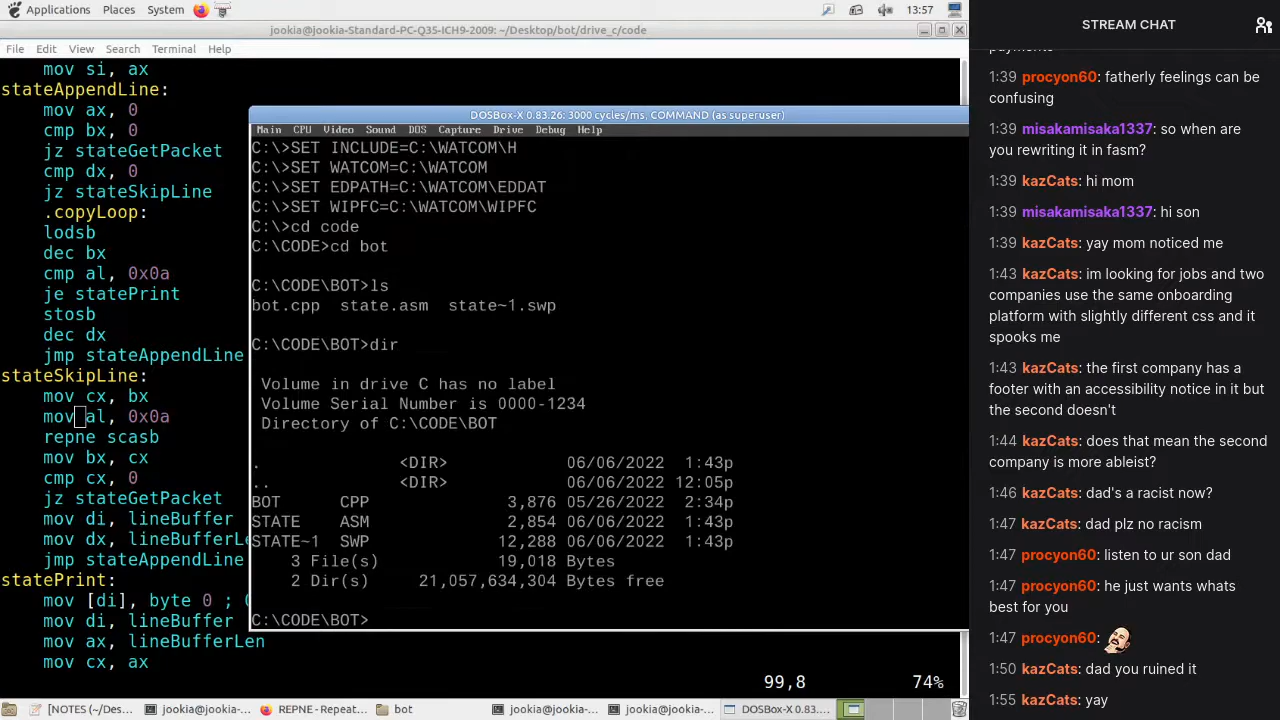 Applications Places System 13:57
jookia@jookia-Standard-PC-Q35-ICH9-2009: ~/Desktop/bot/drive_c/code
File Edit View Search Terminal Help
mov si, ax
stateAppendLine:
mov ax, 0
cmp bx, 0
jz stateGetPacket
cmp dx, 0
jz stateSkipLine
.copyLoop:
lodsb
dec bx
cmp al, 0x0a
je statePrint
stosb
dec dx
jmp stateAppendLine
stateSkipLine:
mov cx, bx
mov al, 0x0a
repne scasb
mov bx, cx
cmp cx, 0
jz stateGetPacket
mov di, lineBuffer
mov dx, lineBufferLe
jmp stateAppendLine
statePrint:
mov [di], byte 0 ; 
mov di, lineBuffer
mov ax, lineBufferLen
mov cx, ax
99,8 74%
DOSBox-X 0.83.26: 3000 cycles/ms, COMMAND (as superuser)
Main CPU Video Sound DOS Capture Drive Debug Help
C:\>SET INCLUDE=C:\WATCOM\H
C:\>SET WATCOM=C:\WATCOM
C:\>SET EDPATH=C:\WATCOM\EDDAT
C:\>SET WIPFC=C:\WATCOM\WIPFC
C:\>cd code
C:\CODE>cd bot
C:\CODE\BOT>ls
bot.cpp state.asm state~1.swp
C:\CODE\BOT>dir
Volume in drive C has no label
Volume Serial Number is 0000-1234
Directory of C:\CODE\BOT
. <DIR> 06/06/2022 1:43p
.. <DIR> 06/06/2022 12:05p
BOT CPP 3,876 05/26/2022 2:34p
STATE ASM 2,854 06/06/2022 1:43p
STATE~1 SWP 12,288 06/06/2022 1:43p
3 File(s) 19,018 Bytes
2 Dir(s) 21,057,634,304 Bytes free
C:\CODE\BOT>
[NOTES (~/Des... jookia@jookia-... REPNE - Repeat... bot jookia@jookia-... jookia@jookia-... DOSBox-X 0.83....
STREAM CHAT
payments
1:39 procyon60: fatherly feelings can be
confusing
1:39 misakamisaka1337: so when are
you rewriting it in fasm?
1:39 kazCats: hi mom
1:39 misakamisaka1337: hi son
1:39 kazCats: yay mom noticed me
1:43 kazCats: im looking for jobs and two
companies use the same onboarding
platform with slightly different css and it
spooks me
1:43 kazCats: the first company has a
footer with an accessibility notice in it but
the second doesn't
1:44 kazCats: does that mean the second
company is more ableist?
1:46 kazCats: dad's a racist now?
1:47 kazCats: dad plz no racism
1:47 procyon60: listen to ur son dad
1:47 procyon60: he just wants whats
best for you
1:47 procyon60:
1:50 kazCats: dad you ruined it
1:55 kazCats: yay